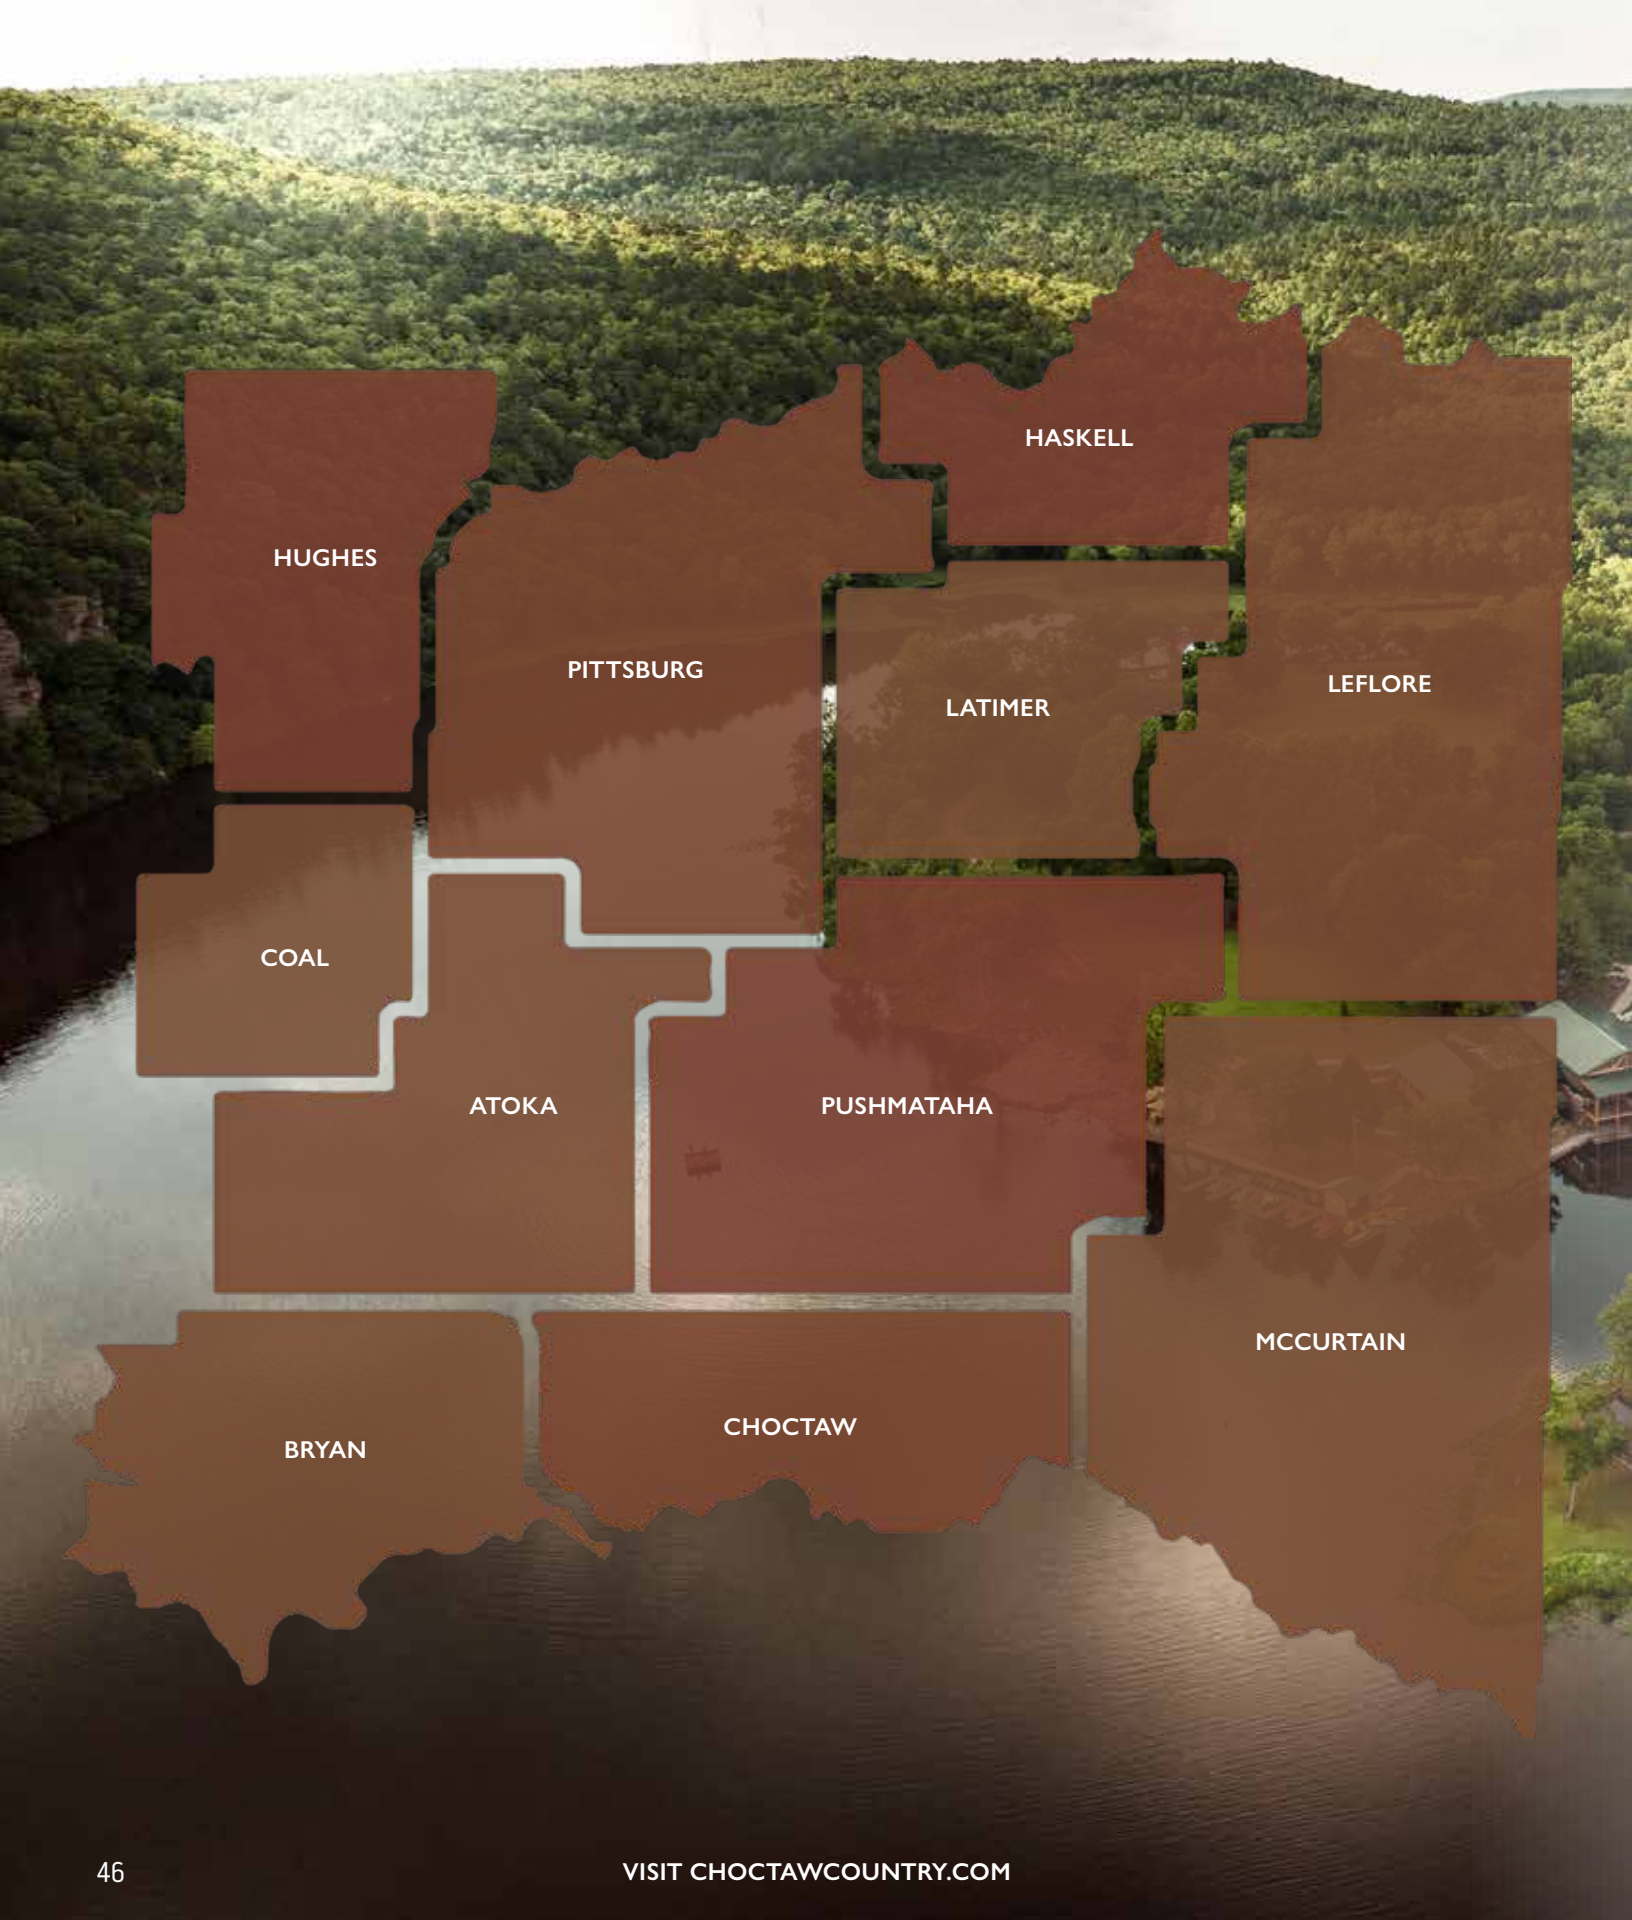 HASKELL
HUGHES
PITTSBURG
LEFLORE
LATIMER
COAL
ATOKA
PUSHMATAHA
MCCURTAIN
CHOCTAW
BRYAN
46
VISIT CHOCTAWCOUNTRY.COM